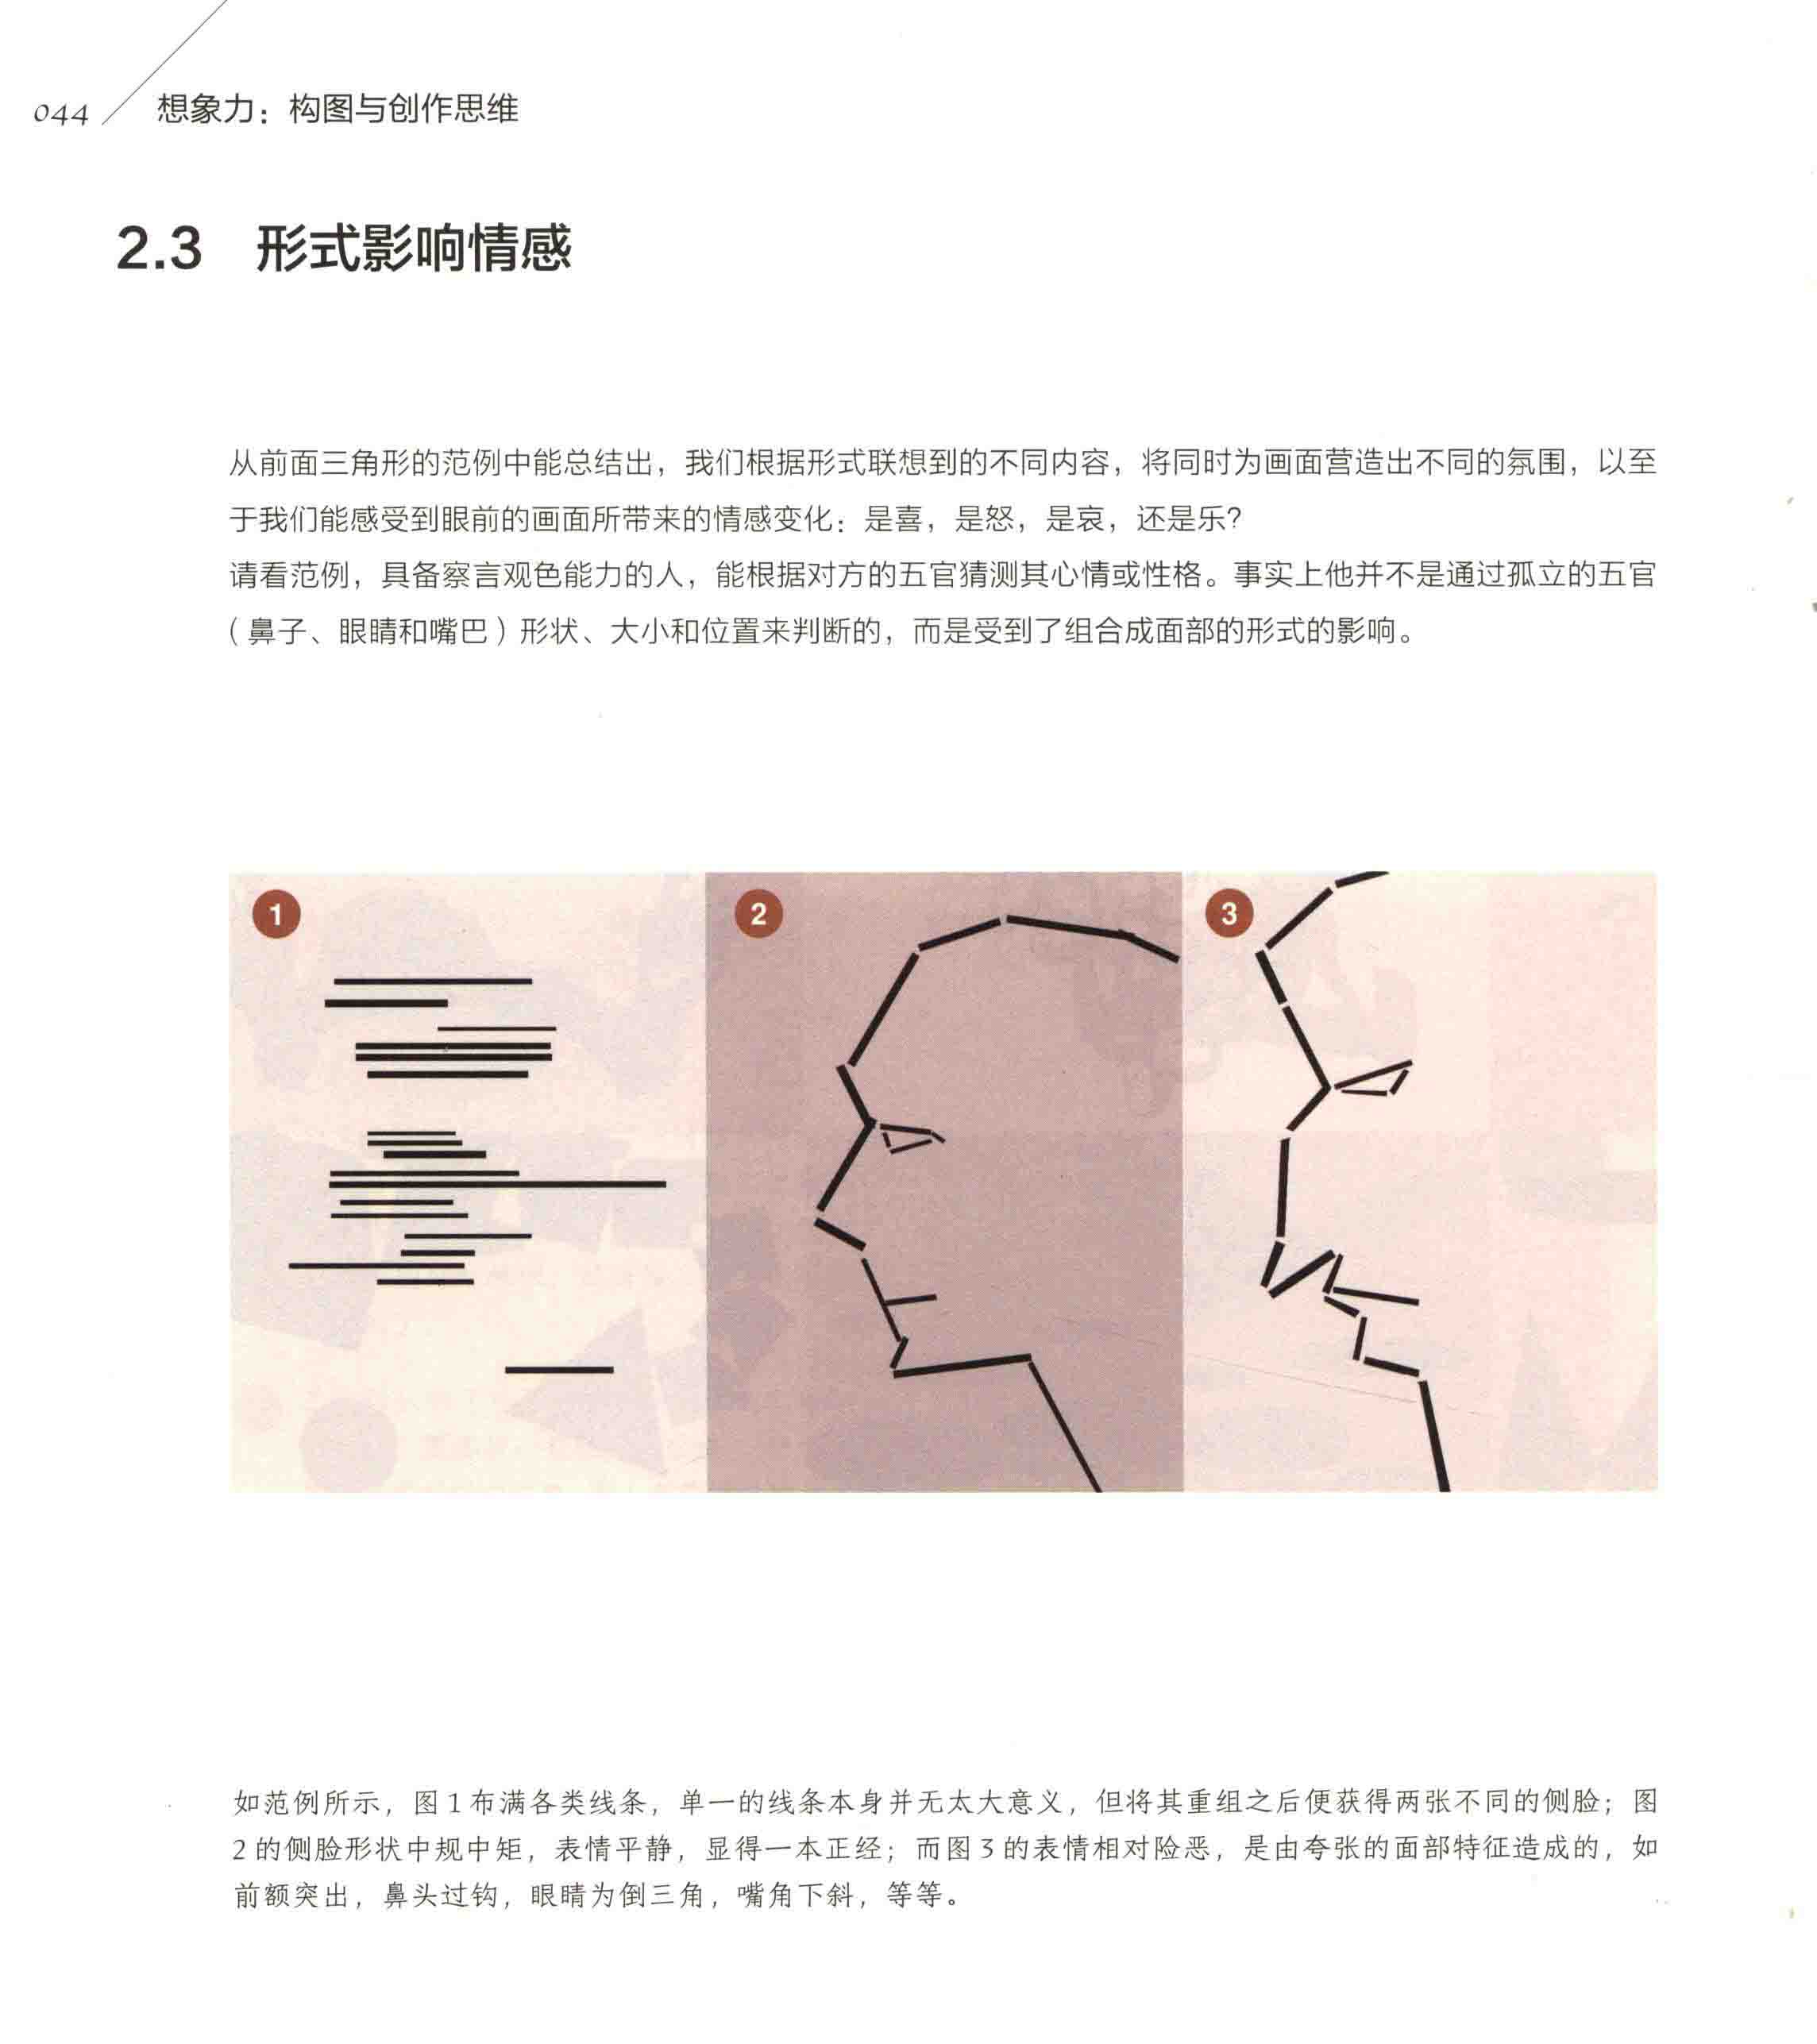 044
想象力：构图与创作思维
2.3 形式影响情感
从前面三角形的范例中能总结出，我们根据形式联想到的不同内容，将同时为画面营造出不同的氛围，以至
于我们能感受到眼前的画面所带来的情感变化：是喜，是怒，是哀，还是乐？
请看范例，具备察言观色能力的人，能根据对方的五官猜测其心情或性格。事实上他并不是通过孤立的五官
（鼻子、眼睛和嘴巴）形状、大小和位置来判断的，而是受到了组合成面部的形式的影响。
1
2
3
如范例所示，图1布满各类线条，单一的线条本身并无太大意义，但将其重组之后便获得两张不同的侧脸；图
2的侧脸形状中规中矩，表情平静，显得一本正经；而图3的表情相对险恶，是由夸张的面部特征造成的，如
前额突出，鼻头过钩，眼睛为倒三角，嘴角下斜，等等。